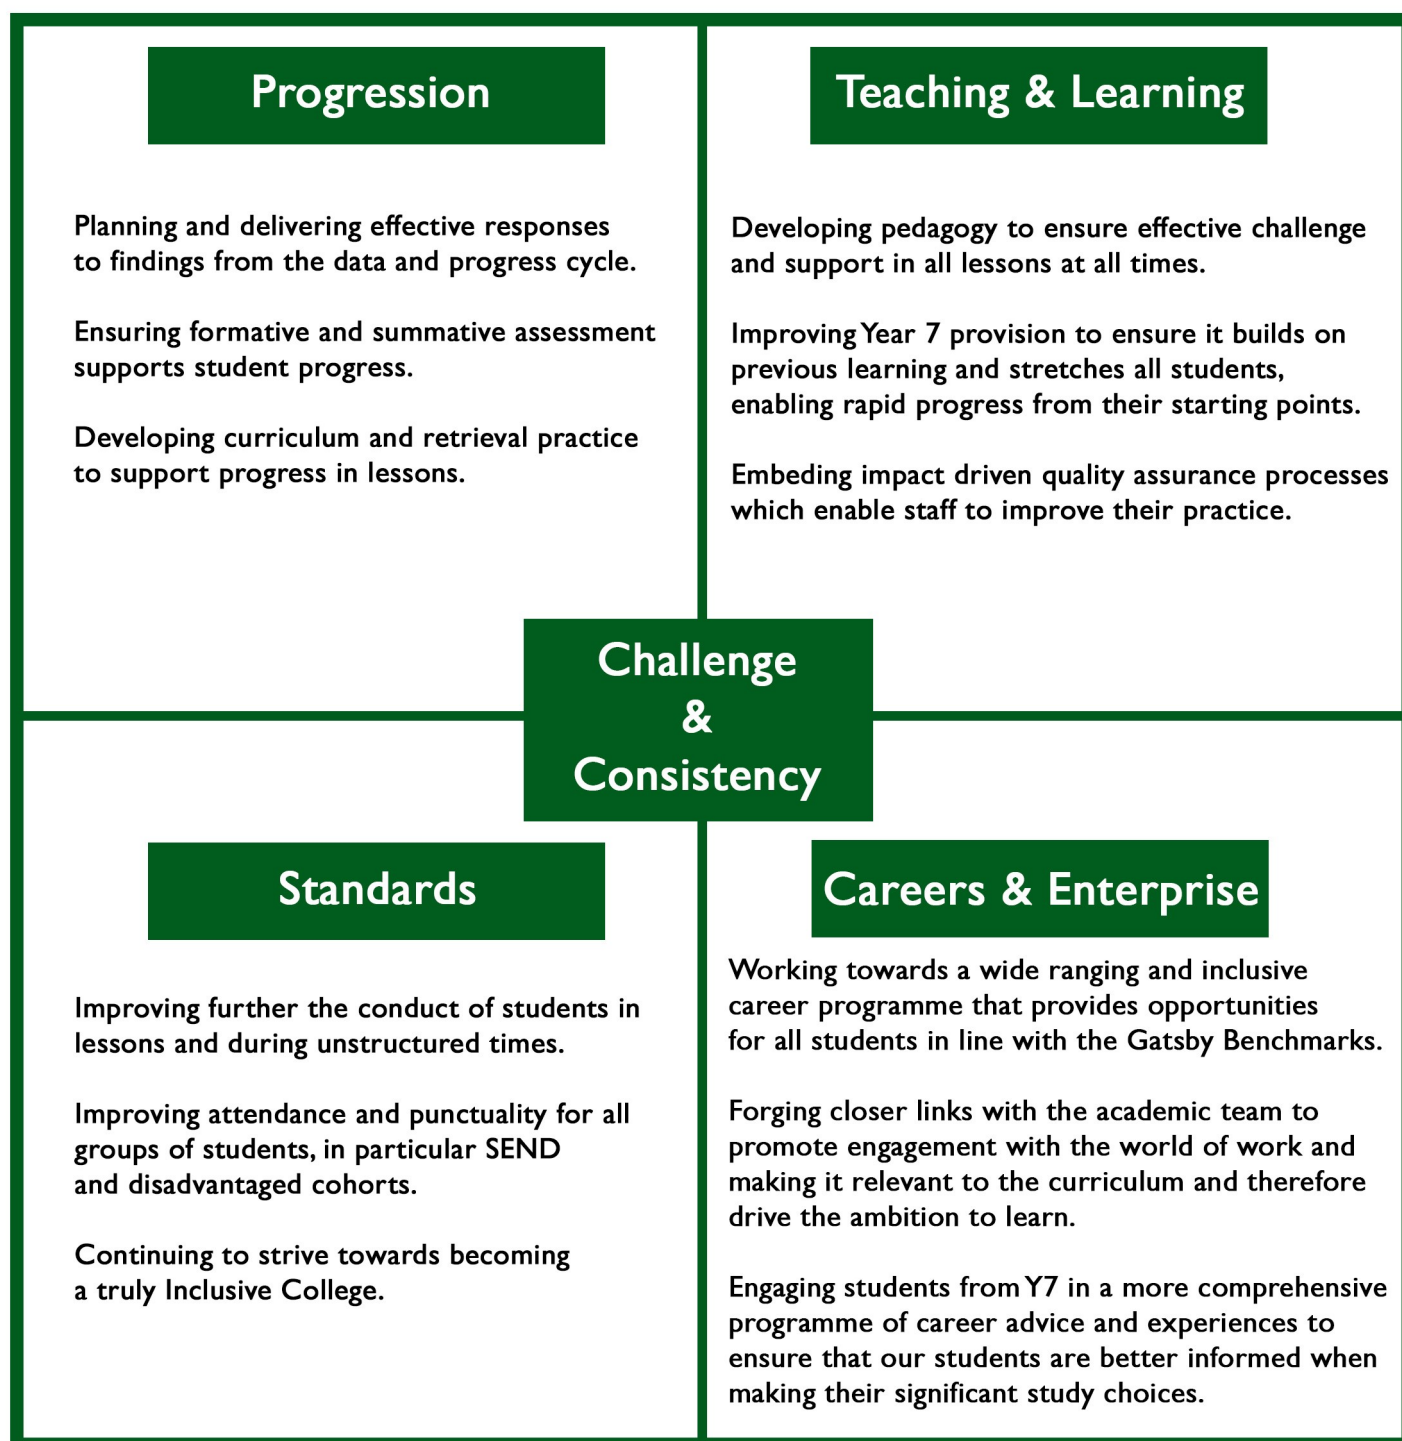 Progression
Planning and delivering effective responses
to findings from the data and progress cycle.
Ensuring formative and summative assessment
supports student progress.
Developing curriculum and retrieval practice
to support progress in lessons.
Teaching & Learning
Developing pedagogy to ensure effective challenge
and support in all lessons at all times.
Improving Year 7 provision to ensure it builds on
previous learning and stretches all students,
enabling rapid progress from their starting points.
Embeding impact driven quality assurance processes
which enable staff to improve their practice.
Challenge
&
Consistency
Standards
Improving further the conduct of students in
lessons and during unstructured times.
Improving attendance and punctuality for all
groups of students, in particular SEND
and disadvantaged cohorts.
Continuing to strive towards becoming
a truly Inclusive College.
Careers & Enterprise
Working towards a wide ranging and inclusive
career programme that provides opportunities
for all students in line with the Gatsby Benchmarks.
Forging closer links with the academic team to
promote engagement with the world of work and
making it relevant to the curriculum and therefore
drive the ambition to learn.
Engaging students from Y7 in a more comprehensive
programme of career advice and experiences to
ensure that our students are better informed when
making their significant study choices.